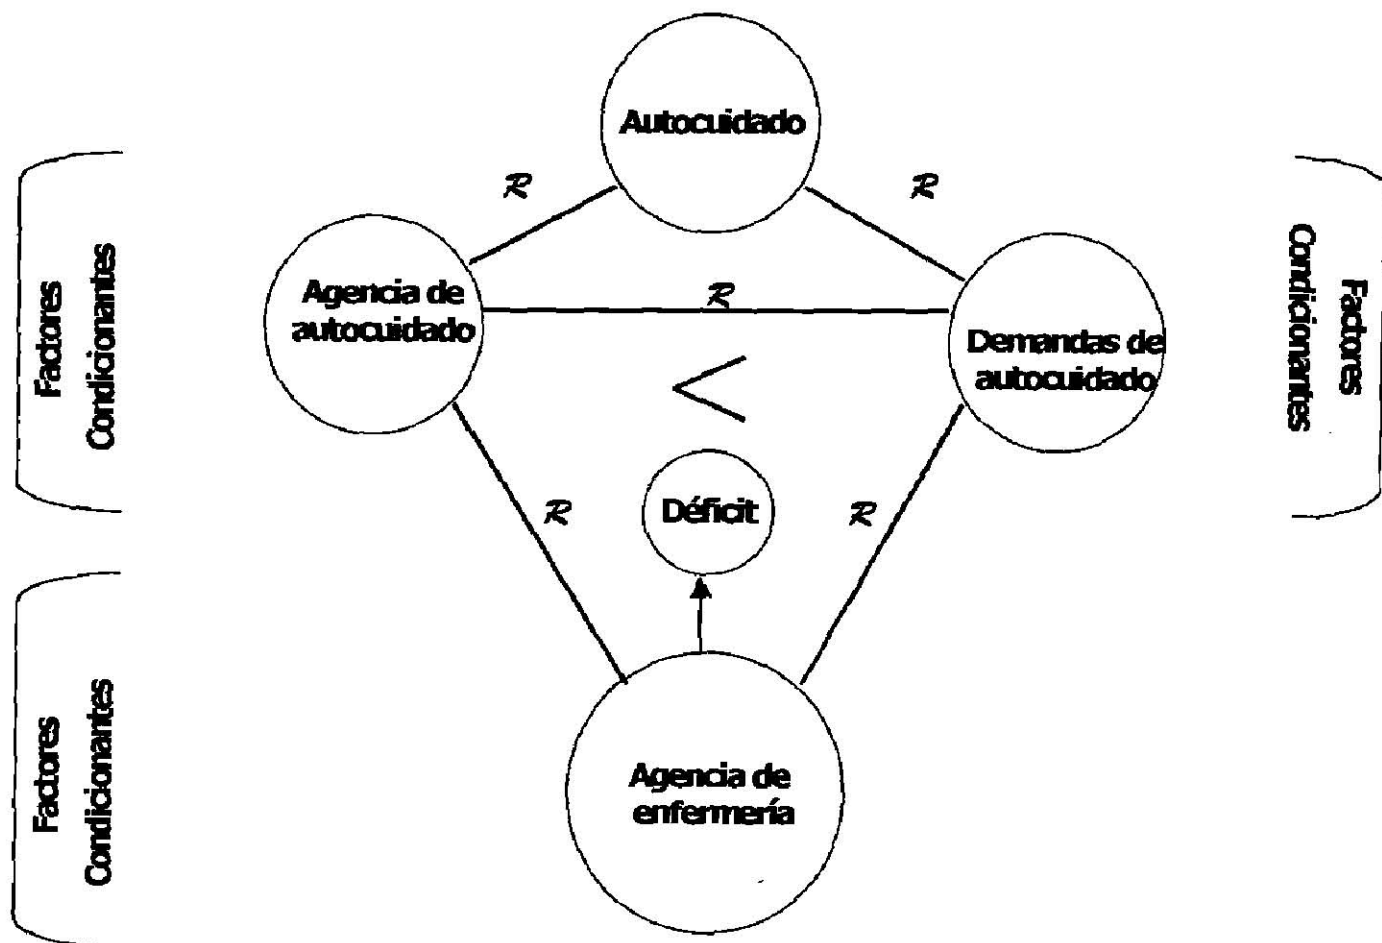 Autocuidado
R
R
Agencia de
autocuidado
R
Demandas de
autocuidado
<
Factores
Condicionantes
Factores
Condicionantes
Déficit
R
R
Agencia de
enfermería
Factores
Condicionantes